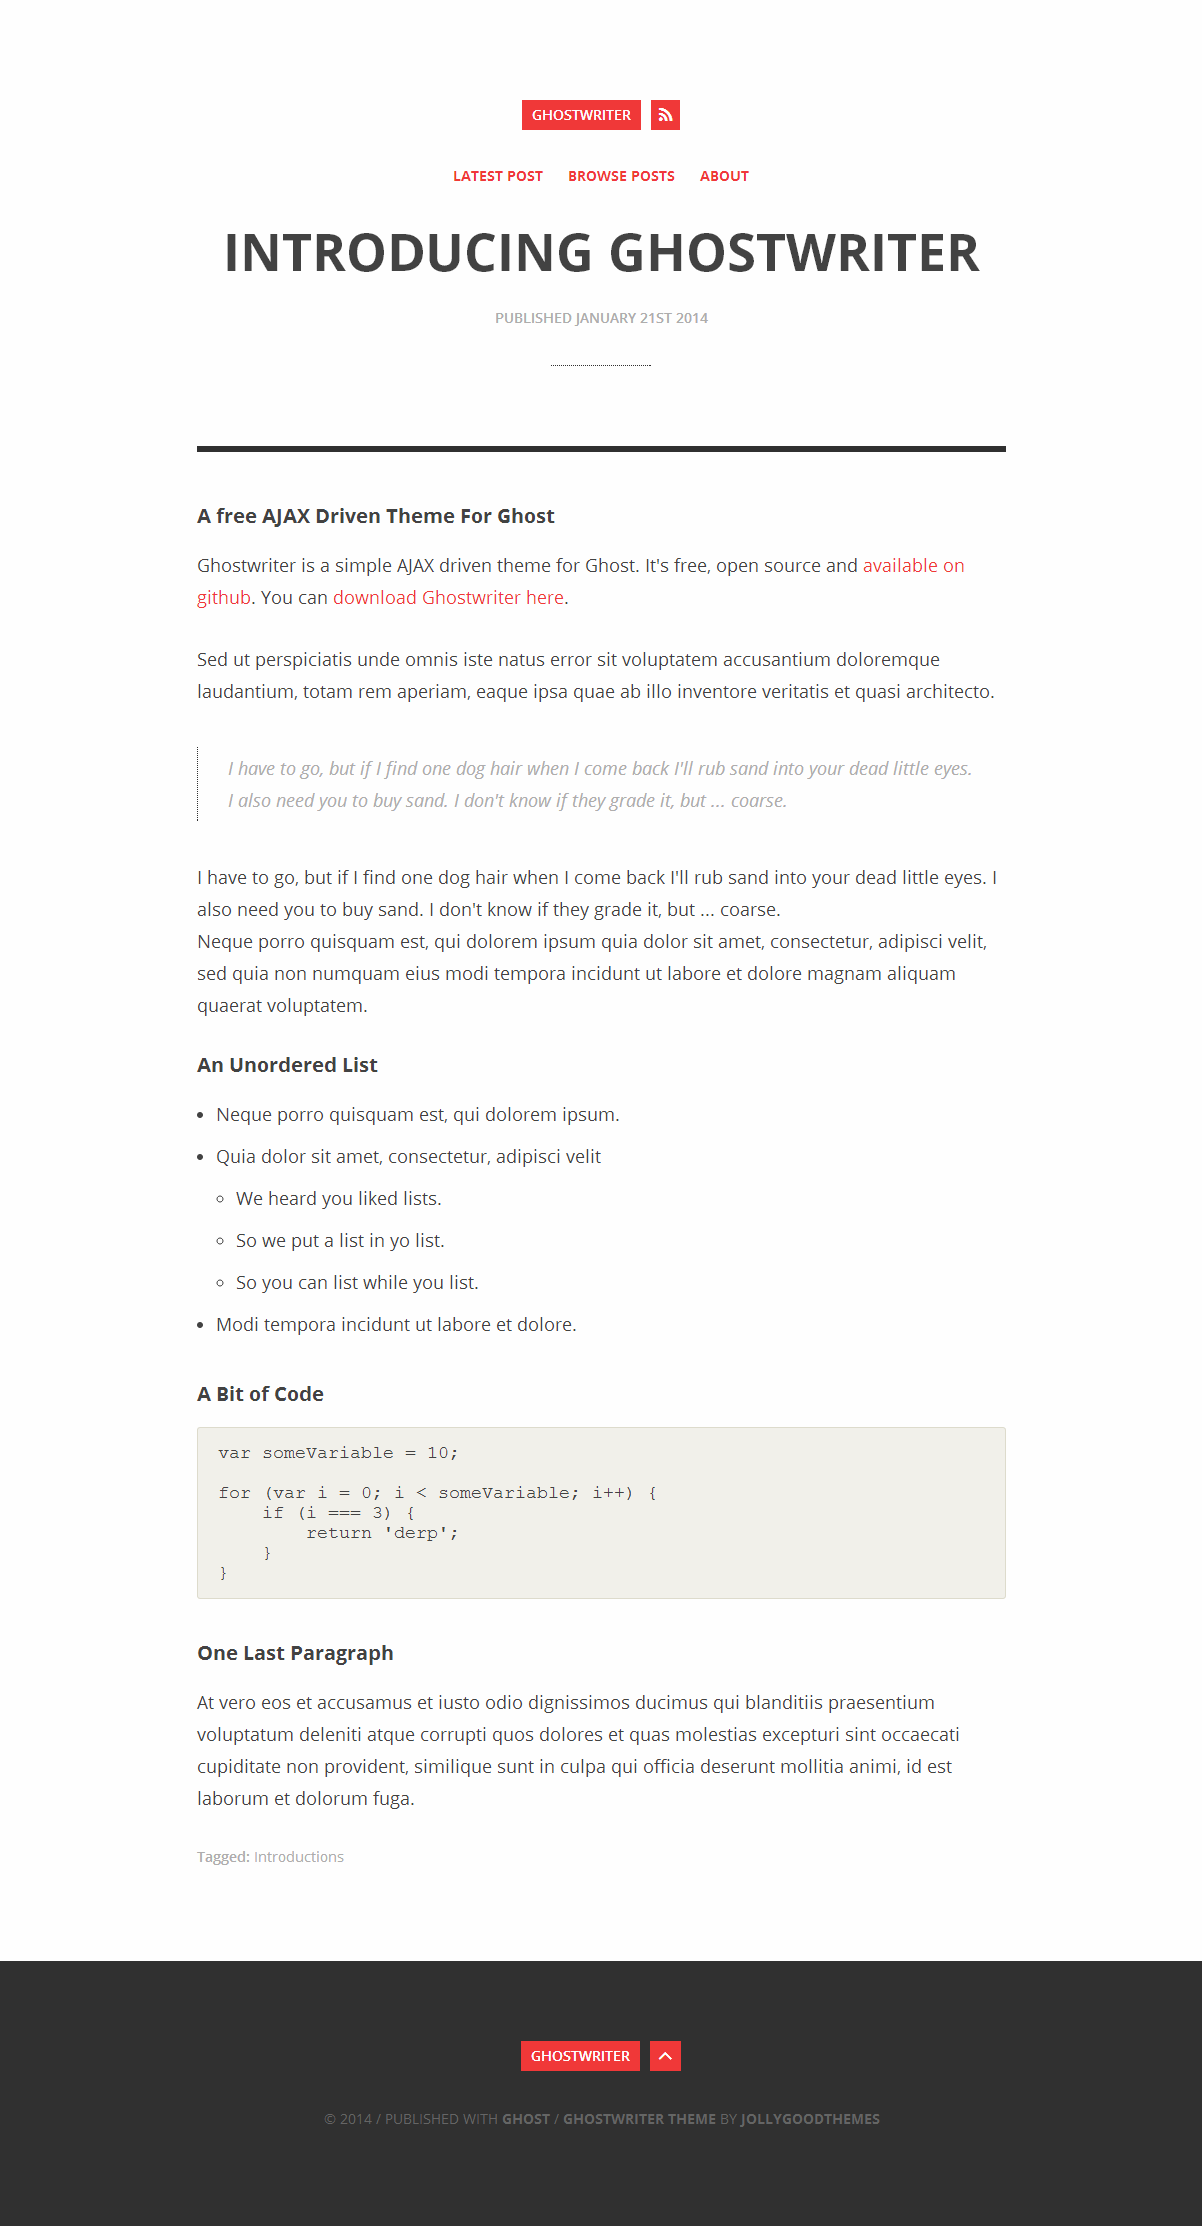 GHOSTWRITER
LATEST POST BROWSE POSTS ABOUT
INTRODUCING GHOSTWRITER
PUBLISHED JANUARY 21ST 2014
A free AJAX Driven Theme For Ghost
Ghostwriter is a simple AJAX driven theme for Ghost. It's free, open source and available on
github. You can download Ghostwriter here.
Sed ut perspiciatis unde omnis iste natus error sit voluptatem accusantium doloremque
laudantium, totam rem aperiam, eaque ipsa quae ab illo inventore veritatis et quasi architecto.
I have to go, but if I find one dog hair when I come back I'll rub sand into your dead little eyes.
I also need you to buy sand. I don't know if they grade it, but ... coarse.
I have to go, but if I find one dog hair when I come back I'll rub sand into your dead little eyes. I
also need you to buy sand. I don't know if they grade it, but ... coarse.
Neque porro quisquam est, qui dolorem ipsum quia dolor sit amet, consectetur, adipisci velit,
sed quia non numquam eius modi tempora incidunt ut labore et dolore magnam aliquam
quaerat voluptatem.
An Unordered List
• Neque porro quisquam est, qui dolorem ipsum.
• Quia dolor sit amet, consectetur, adipisci velit
◦ We heard you liked lists.
◦ So we put a list in yo list.
◦ So you can list while you list.
• Modi tempora incidunt ut labore et dolore.
A Bit of Code
var someVariable = 10;
for (var i = 0; i < someVariable; i++) {
    if (i === 3) {
        return 'derp';
    }
}
One Last Paragraph
At vero eos et accusamus et iusto odio dignissimos ducimus qui blanditiis praesentium
voluptatum deleniti atque corrupti quos dolores et quas molestias excepturi sint occaecati
cupiditate non provident, similique sunt in culpa qui officia deserunt mollitia animi, id est
laborum et dolorum fuga.
Tagged: Introductions
GHOSTWRITER
© 2014 / PUBLISHED WITH GHOST / GHOSTWRITER THEME BY JOLLYGOODTHEMES